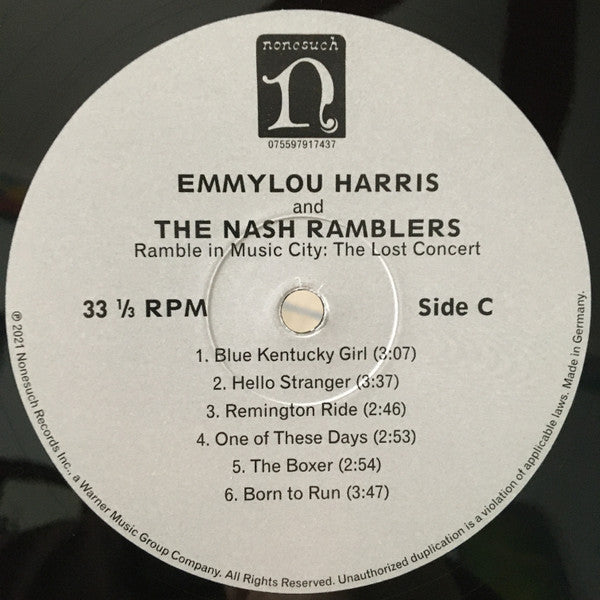 nonesuch
n
075597917437
EMMYLOU HARRIS
and
THE NASH RAMBLERS
Ramble in Music City: The Lost Concert
33 ⅓ RPM
Side C
1. Blue Kentucky Girl (3:07)
2. Hello Stranger (3:37)
3. Remington Ride (2:46)
4. One of These Days (2:53)
5. The Boxer (2:54)
6. Born to Run (3:47)
℗ 2021 Nonesuch Records Inc., a Warner Music Group Company. All Rights Reserved. Unauthorized duplication is a violation of applicable laws. Made in Germany.